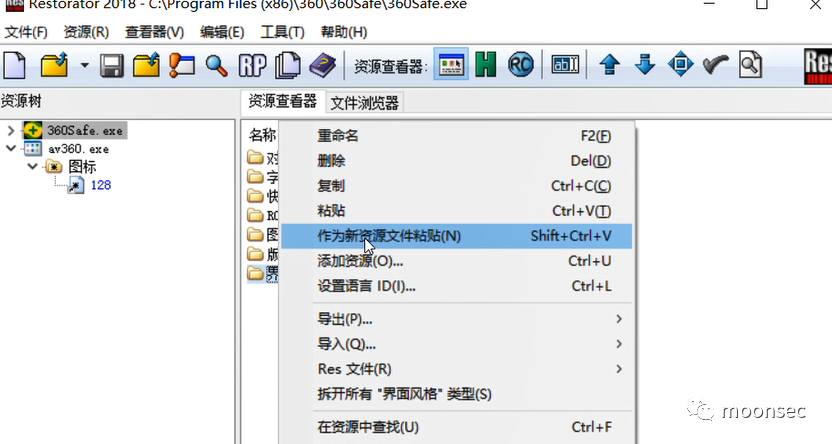 Restorator 2018 - C:\Program Files (x86)\360\360Safe\360Safe.exe
文件(F) 资源(R) 查看器(V) 编辑(E) 工具(T) 帮助(H)
RP 资源查看器: H RC ab Res
资源树 资源查看器 文件浏览器
360Safe.exe
av360.exe
图标
128
名称
对
字
快
图
版
重命名 F2(F)
删除 Del(D)
复制 Ctrl+C(C)
粘贴 Ctrl+V(T)
作为新资源文件粘贴(N) Shift+Ctrl+V
添加资源(O)... Ctrl+U
设置语言 ID(I)... Ctrl+L
导出(P)...
导入(Q)...
Res 文件(R)
拆开所有 "界面风格" 类型(S)
在资源中查找(U) Ctrl+F
moonsec